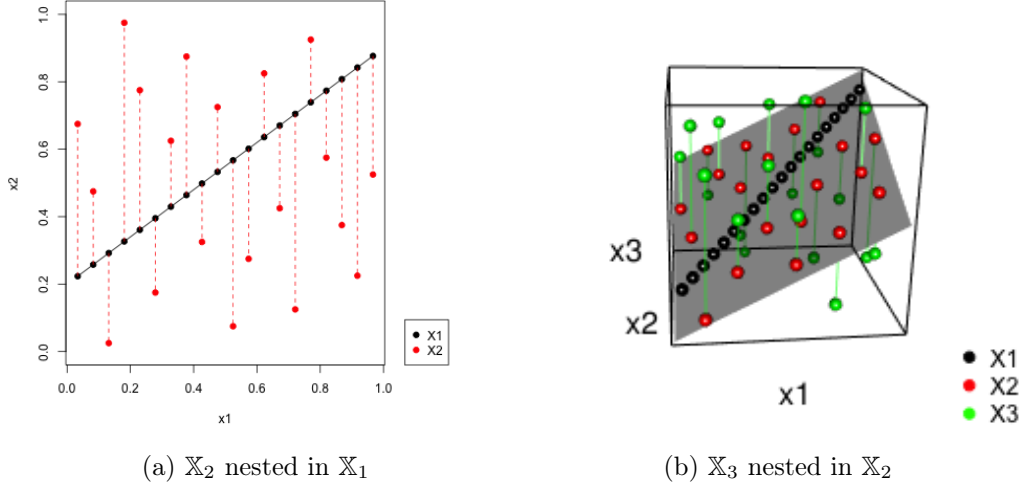 1.0
0.8
0.6
0.4
0.2
0.0
x2
0.0 0.2 0.4 0.6 0.8 1.0
x1
X1
X2
x3
x2
x1
X1
X2
X3
(a) 𝕏₂ nested in 𝕏₁
(b) 𝕏₃ nested in 𝕏₂